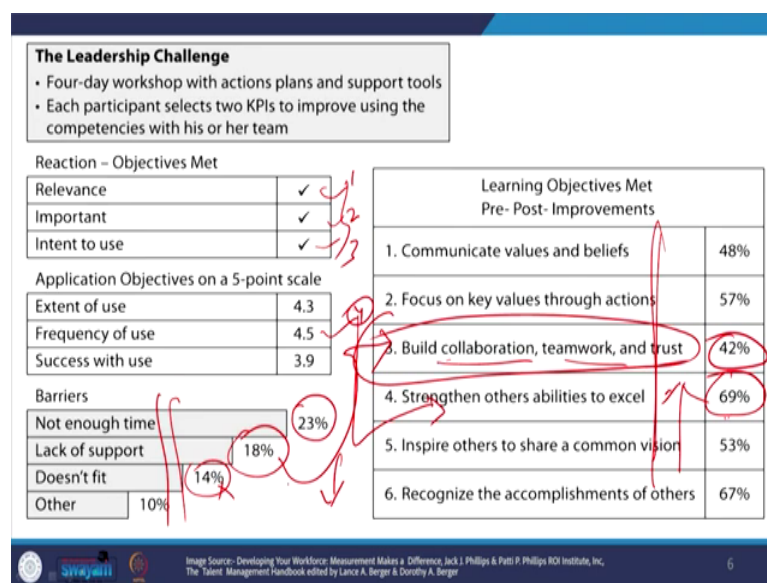 The Leadership Challenge
• Four-day workshop with actions plans and support tools
• Each participant selects two KPIs to improve using the
competencies with his or her team
Reaction – Objectives Met
Relevance ✓ 1
Important ✓ 2
Intent to use ✓ 3
Application Objectives on a 5-point scale
Extent of use 4.3
Frequency of use 4.5
Success with use 3.9
Barriers
Not enough time 23%
Lack of support 18%
Doesn't fit 14%
Other 10%
Learning Objectives Met
Pre- Post- Improvements
1. Communicate values and beliefs 48%
2. Focus on key values through actions 57%
3. Build collaboration, teamwork, and trust 42%
4. Strengthen others abilities to excel 69%
5. Inspire others to share a common vision 53%
6. Recognize the accomplishments of others 67%
swayam
Image Source:- Developing Your Workforce: Measurement Makes a Difference, Jack J. Phillips & Patti P. Phillips ROI Institute, Inc,
The Talent Management Handbook edited by Lance A. Berger & Dorothy A. Berger
6